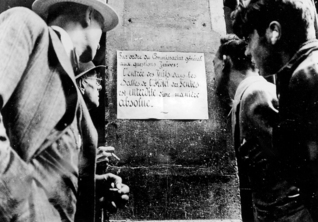 Par ordre du Commissaire général
aux questions Juives:
L'entrée des Juifs dans les
salles de l'Hôtel des Ventes
est interdite d'une manière
absolue.